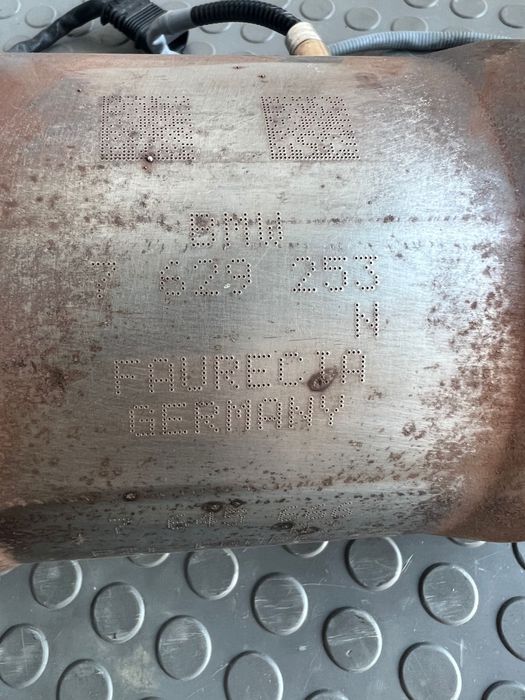 BMW
7 629 253
N
FAURECIA
GERMANY